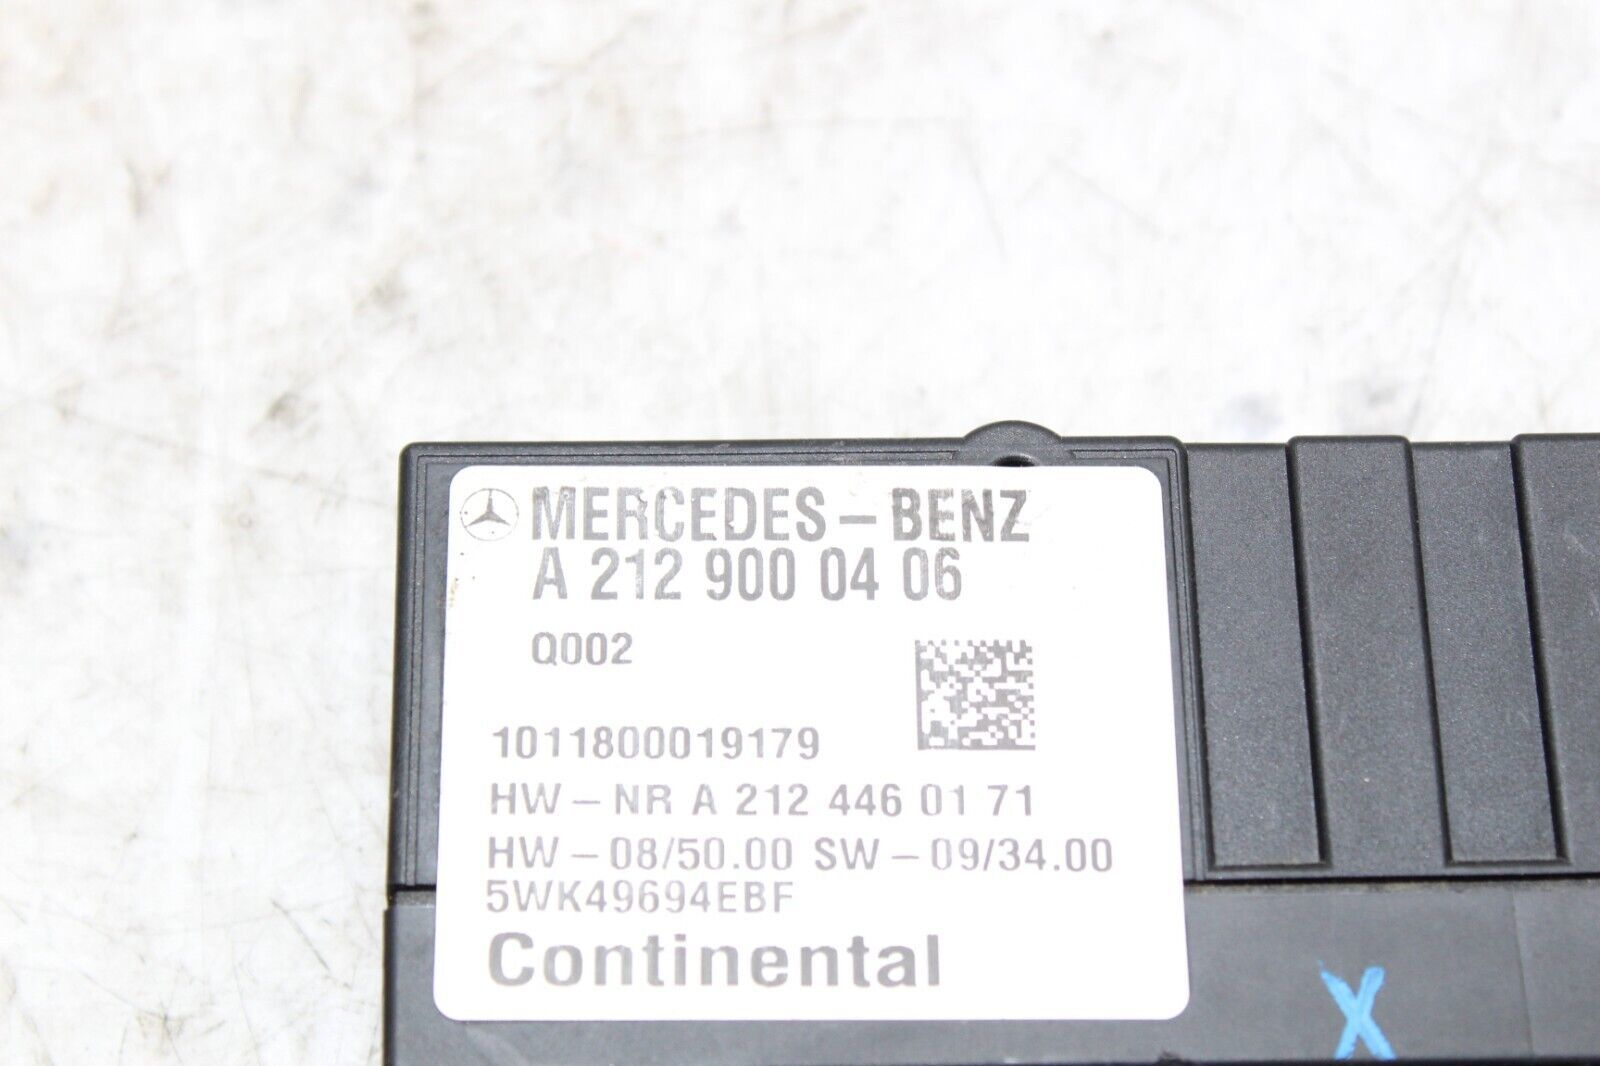 MERCEDES-BENZ
A 212 900 04 06
Q002
1011800019179
HW-NR A 212 446 01 71
HW-08/50.00 SW-09/34.00
5WK49694EBF
Continental
X